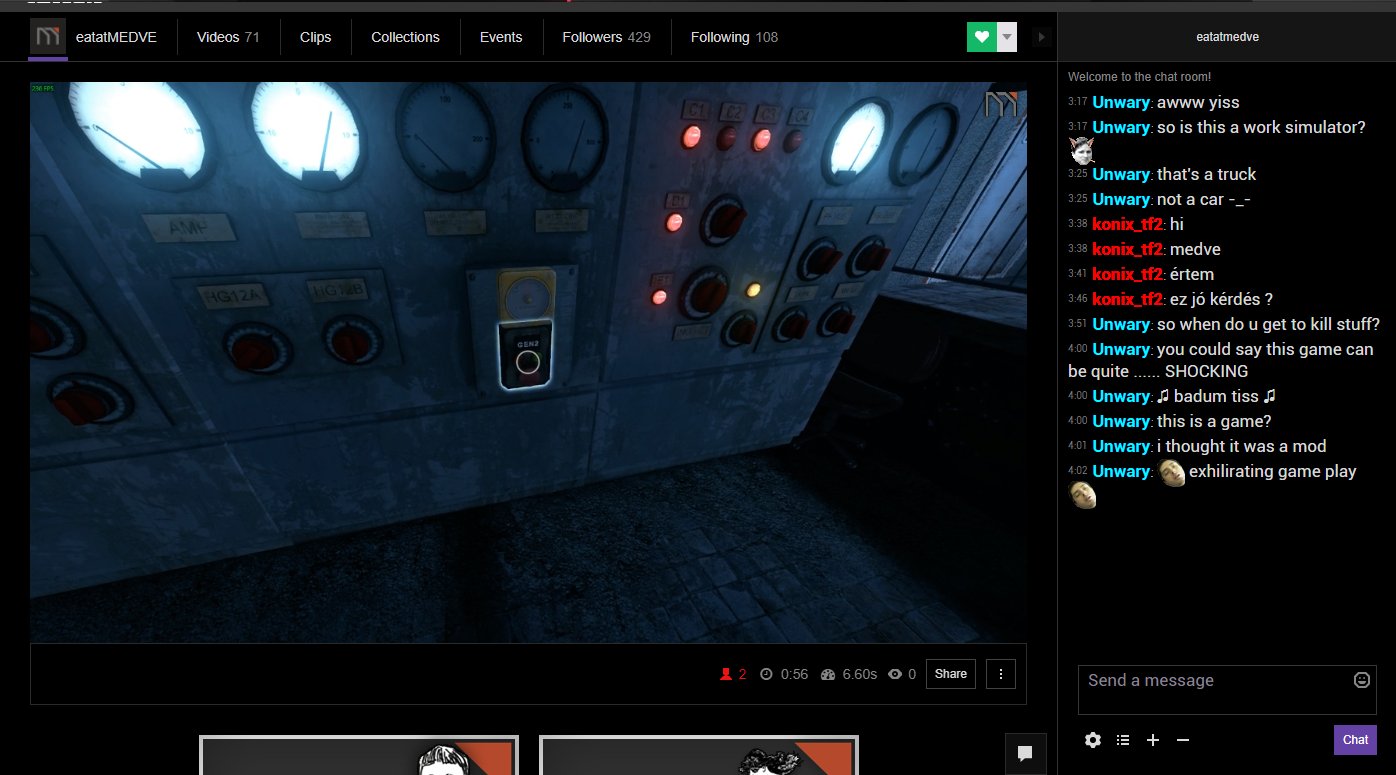 eatatMEDVE
Videos 71
Clips
Collections
Events
Followers 429
Following 108
eatatmedve
236 FPS
C1
C2
C3
C4
D1
AMP
HG12A
HG12B
GEN2
2
0:56
6.60s
0
Share
Welcome to the chat room!
3:17 Unwary: awww yiss
3:17 Unwary: so is this a work simulator?
3:25 Unwary: that's a truck
3:25 Unwary: not a car -_-
3:38 konix_tf2: hi
3:38 konix_tf2: medve
3:41 konix_tf2: értem
3:46 konix_tf2: ez jó kérdés ?
3:51 Unwary: so when do u get to kill stuff?
4:00 Unwary: you could say this game can
be quite ...... SHOCKING
4:00 Unwary: ♫ badum tiss ♫
4:00 Unwary: this is a game?
4:01 Unwary: i thought it was a mod
4:02 Unwary: exhilirating game play
Send a message
Chat